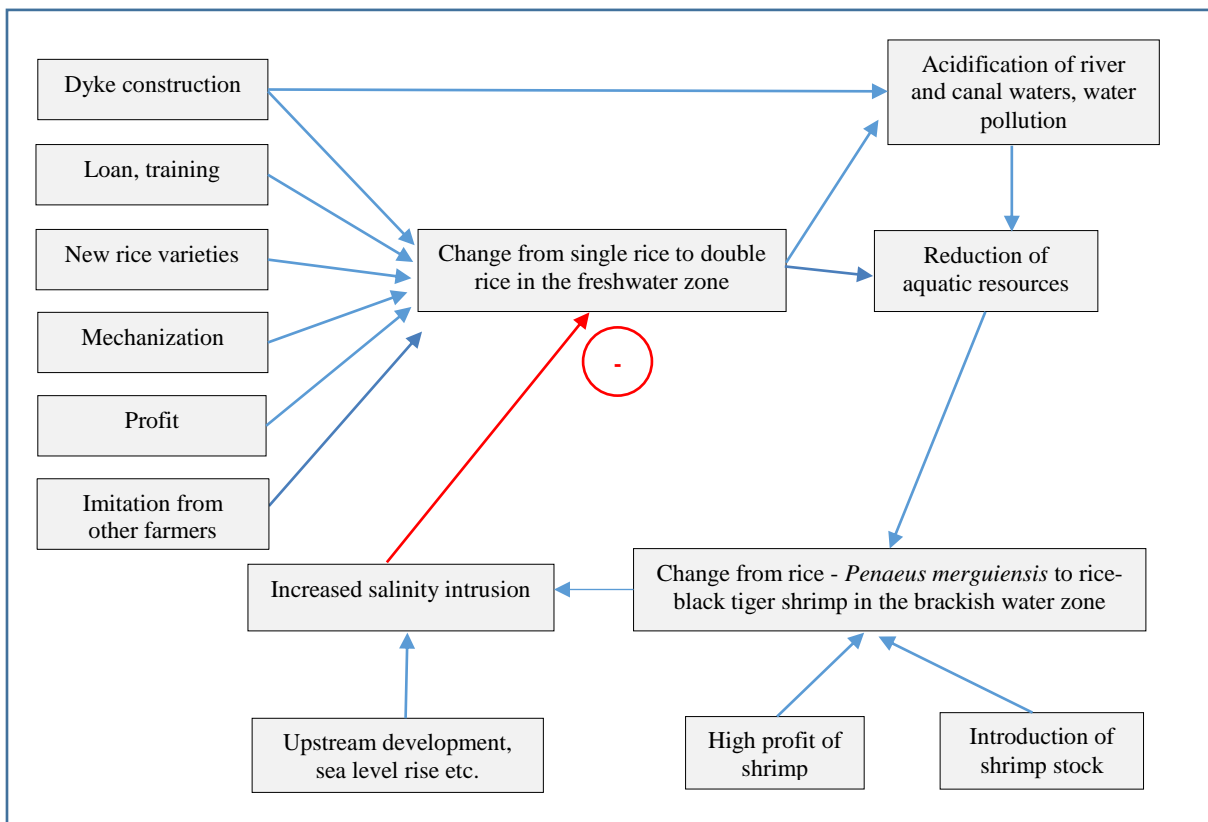 Dyke construction
Acidification of river
and canal waters, water
pollution
Loan, training
New rice varieties
Change from single rice to double
rice in the freshwater zone
Reduction of
aquatic resources
Mechanization
-
Profit
Imitation from
other farmers
Increased salinity intrusion
Change from rice - Penaeus merguiensis to rice-
black tiger shrimp in the brackish water zone
Upstream development,
sea level rise etc.
High profit of
shrimp
Introduction of
shrimp stock